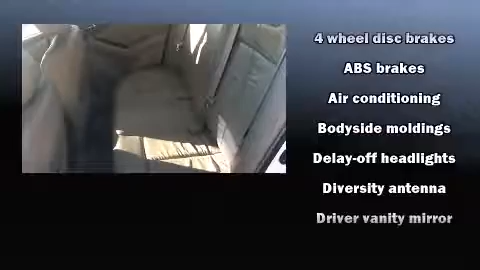 4 wheel disc brakes
ABS brakes
Air conditioning
Bodyside moldings
Delay-off headlights
Diversity antenna
Driver vanity mirror